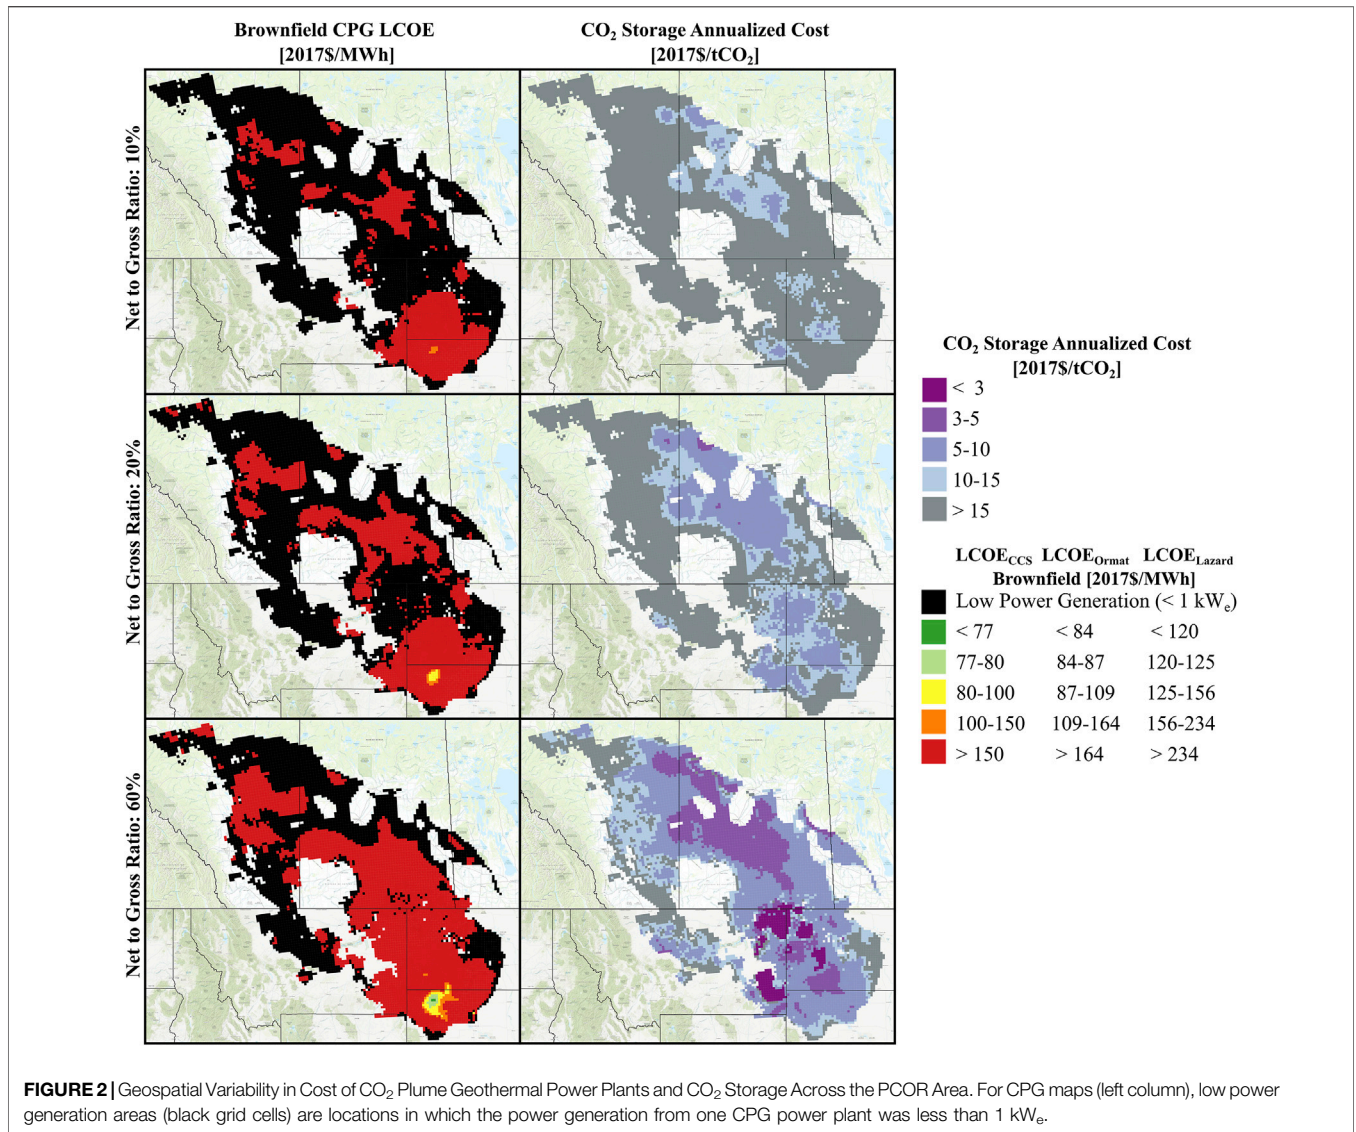 Brownfield CPG LCOE
[2017$/MWh]
CO₂ Storage Annualized Cost
[2017$/tCO₂]
Net to Gross Ratio: 10%
Net to Gross Ratio: 20%
Net to Gross Ratio: 60%
CO₂ Storage Annualized Cost
[2017$/tCO₂]
< 3
3-5
5-10
10-15
> 15
LCOE_CCS LCOE_Ormat LCOE_Lazard
Brownfield [2017$/MWh]
Low Power Generation (< 1 kWₑ)
< 77 < 84 < 120
77-80 84-87 120-125
80-100 87-109 125-156
100-150 109-164 156-234
> 150 > 164 > 234
FIGURE 2 | Geospatial Variability in Cost of CO₂ Plume Geothermal Power Plants and CO₂ Storage Across the PCOR Area. For CPG maps (left column), low power
generation areas (black grid cells) are locations in which the power generation from one CPG power plant was less than 1 kWₑ.